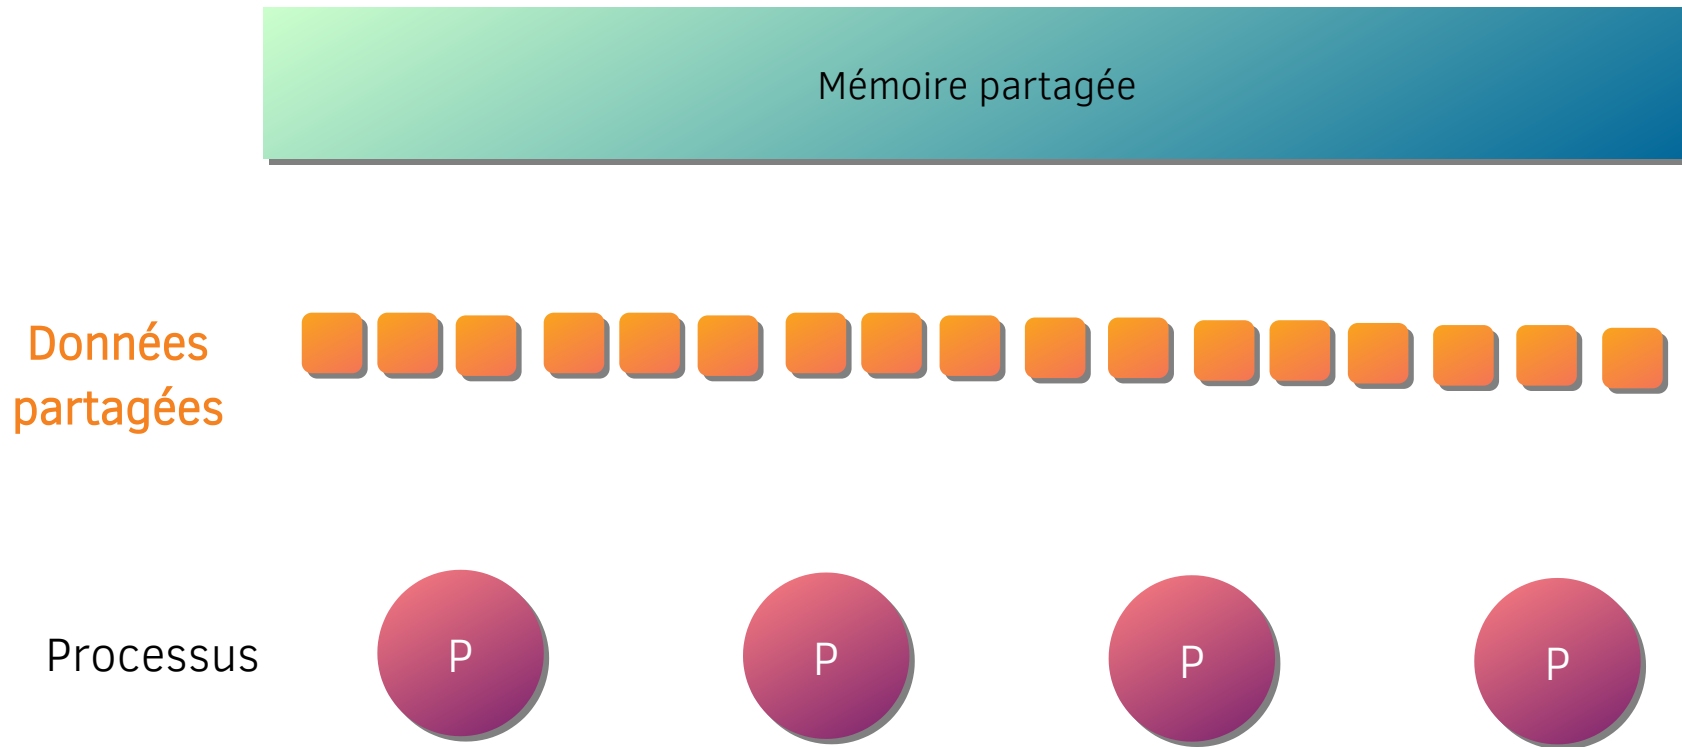 Mémoire partagée
Données
partagées
Processus
P
P
P
P